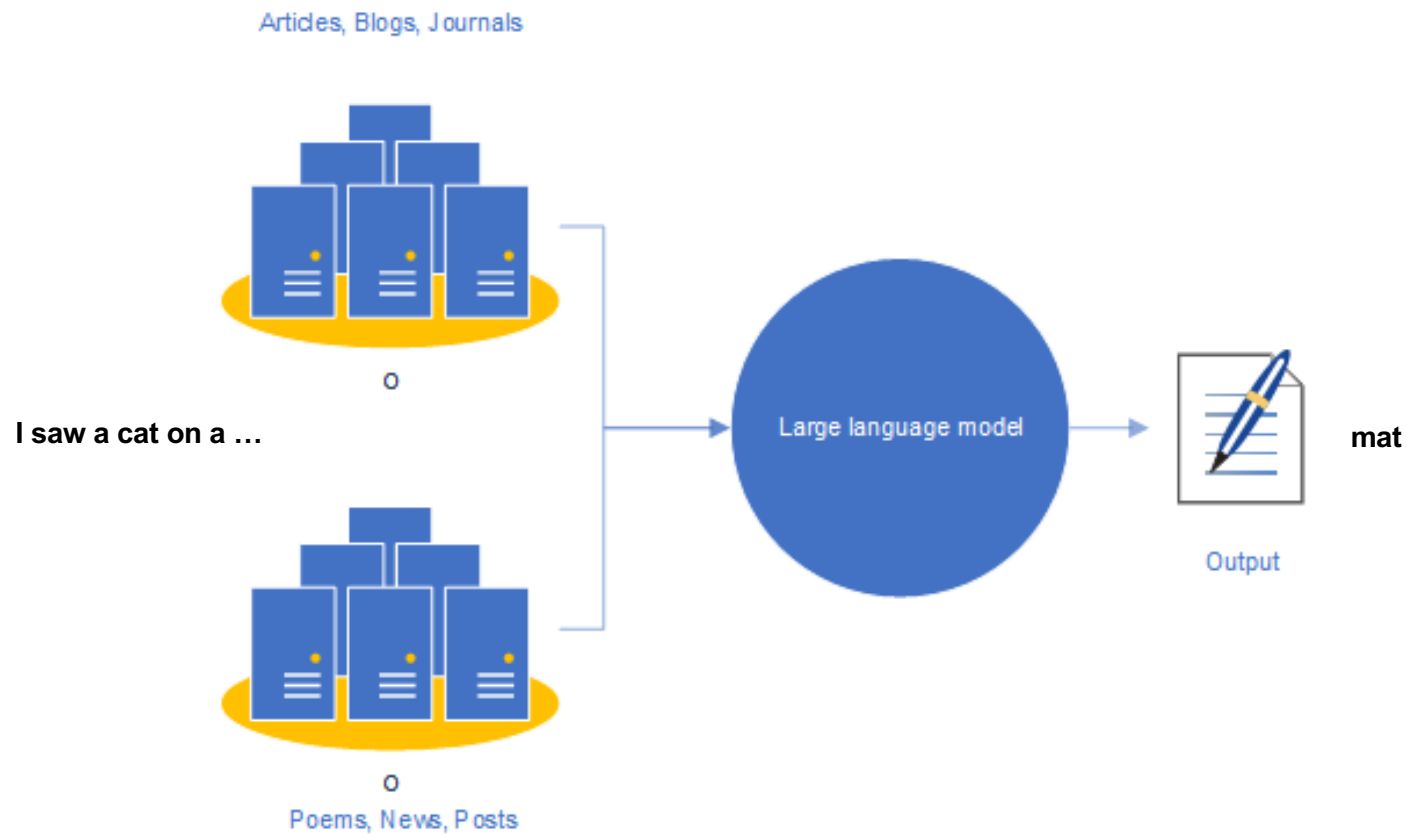 Articles, Blogs, Journals
o
I saw a cat on a …
Large language model
mat
Output
o
Poems, News, Posts